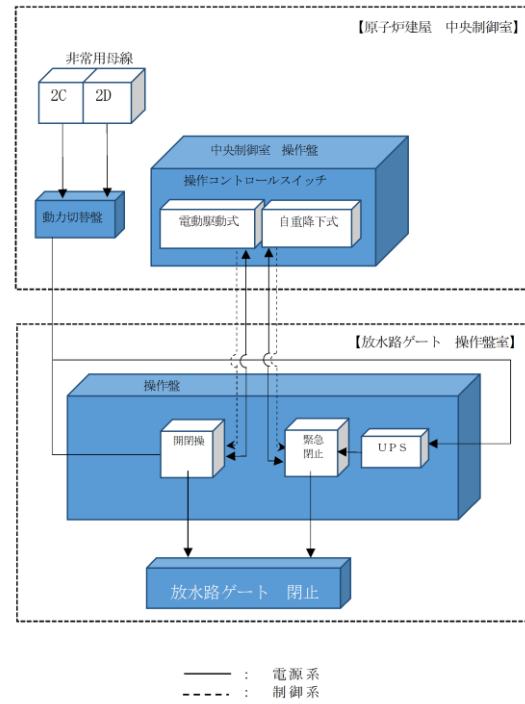 【原子炉建屋　中央制御室】
非常用母線
2C
2D
中央制御室　操作盤
操作コントロールスイッチ
動力切替盤
電動駆動式
自重降下式
【放水路ゲート　操作盤室】
操作盤
開閉操
緊急
閉止
UPS
放水路ゲート　閉止
：　電源系
：　制御系